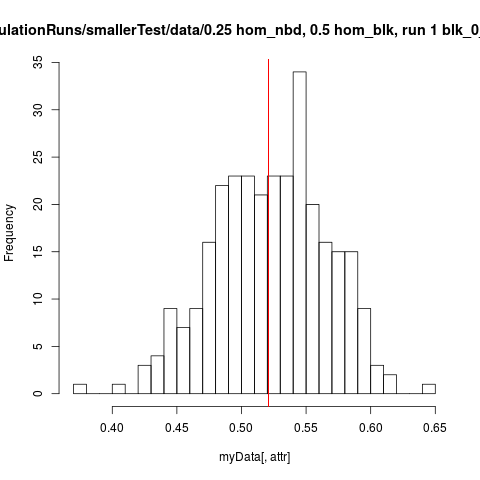 ulationRuns/smallerTest/data/0.25 hom_nbd, 0.5 hom_blk, run 1 blk_0_
Frequency
35
30
25
20
15
10
5
0
0.40 0.45 0.50 0.55 0.60 0.65
myData[, attr]